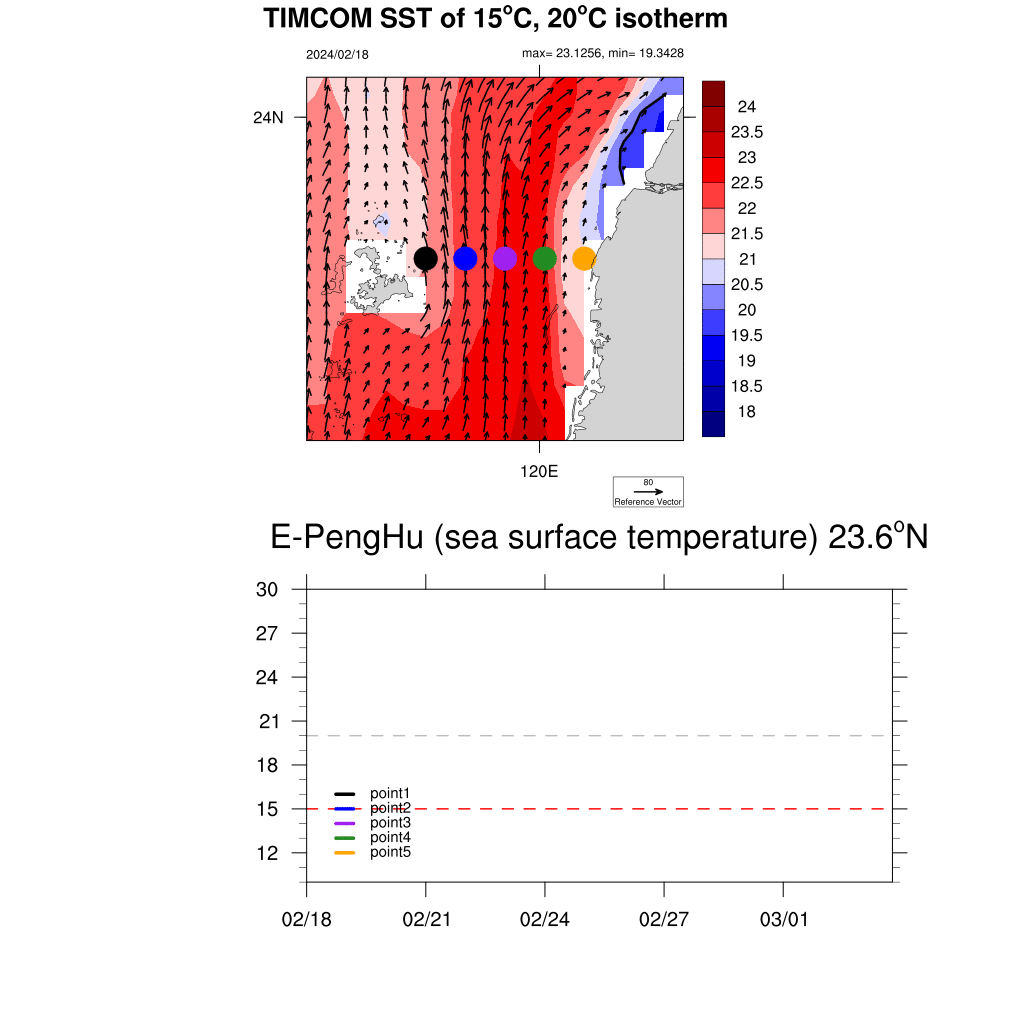 TIMCOM SST of 15°C, 20°C isotherm
2024/02/18
max= 23.1256, min= 19.3428
24N
24
23.5
23
22.5
22
21.5
21
20.5
20
19.5
19
18.5
18
120E
80
Reference Vector
E-PengHu (sea surface temperature) 23.6°N
30
27
24
21
18
15
12
point1
point2
point3
point4
point5
02/18 02/21 02/24 02/27 03/01